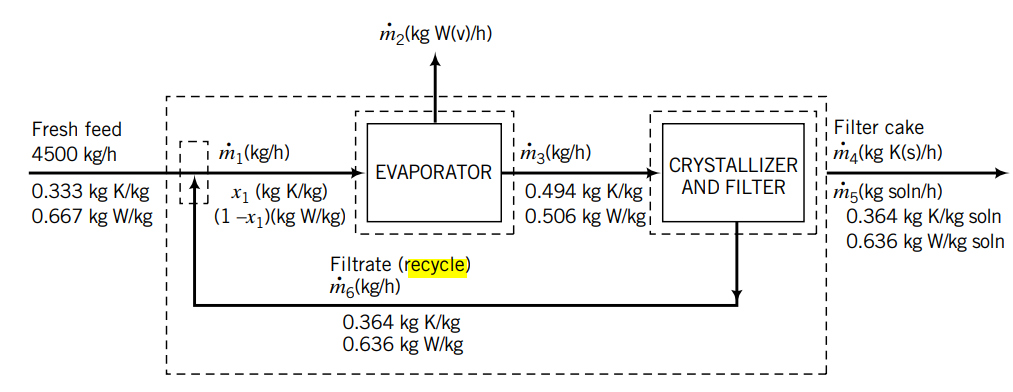 ṁ₂(kg W(v)/h)
Fresh feed
4500 kg/h
0.333 kg K/kg
0.667 kg W/kg
ṁ₁(kg/h)
x₁ (kg K/kg)
(1 –x₁)(kg W/kg)
EVAPORATOR
ṁ₃(kg/h)
0.494 kg K/kg
0.506 kg W/kg
CRYSTALLIZER
AND FILTER
Filter cake
ṁ₄(kg K(s)/h)
ṁ₅(kg soln/h)
0.364 kg K/kg soln
0.636 kg W/kg soln
Filtrate (recycle)
ṁ₆(kg/h)
0.364 kg K/kg
0.636 kg W/kg